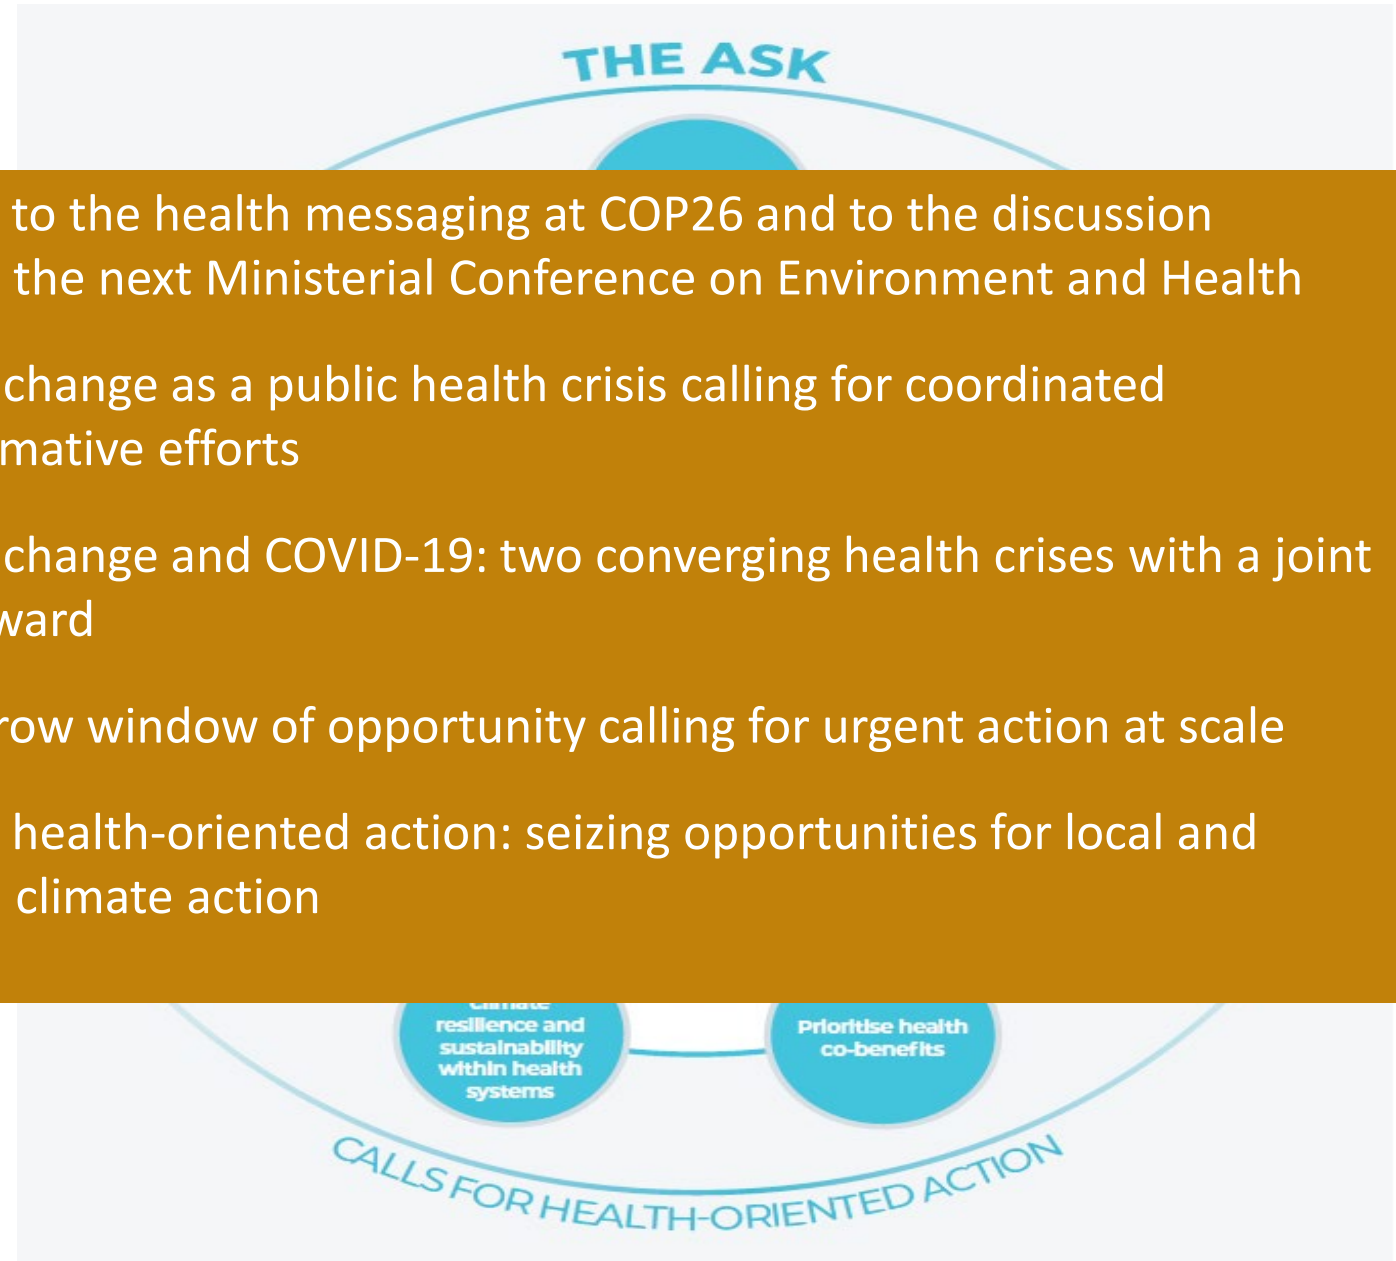 THE ASK
to the health messaging at COP26 and to the discussion
the next Ministerial Conference on Environment and Health
change as a public health crisis calling for coordinated
mative efforts
change and COVID-19: two converging health crises with a joint
ward
row window of opportunity calling for urgent action at scale
health-oriented action: seizing opportunities for local and
climate action
climate
resilience and
sustainability
within health
systems
Prioritise health
co-benefits
CALLS FOR HEALTH-ORIENTED ACTION